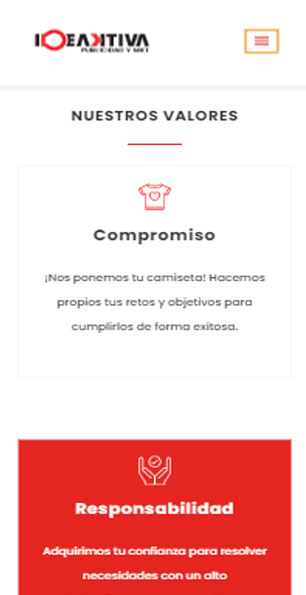 IDEAKTIVA
PUBLICIDAD Y MKT
NUESTROS VALORES
Compromiso
¡Nos ponemos tu camiseta! Hacemos
propios tus retos y objetivos para
cumplirlos de forma exitosa.
Responsabilidad
Adquirimos tu confianza para resolver
necesidades con un alto